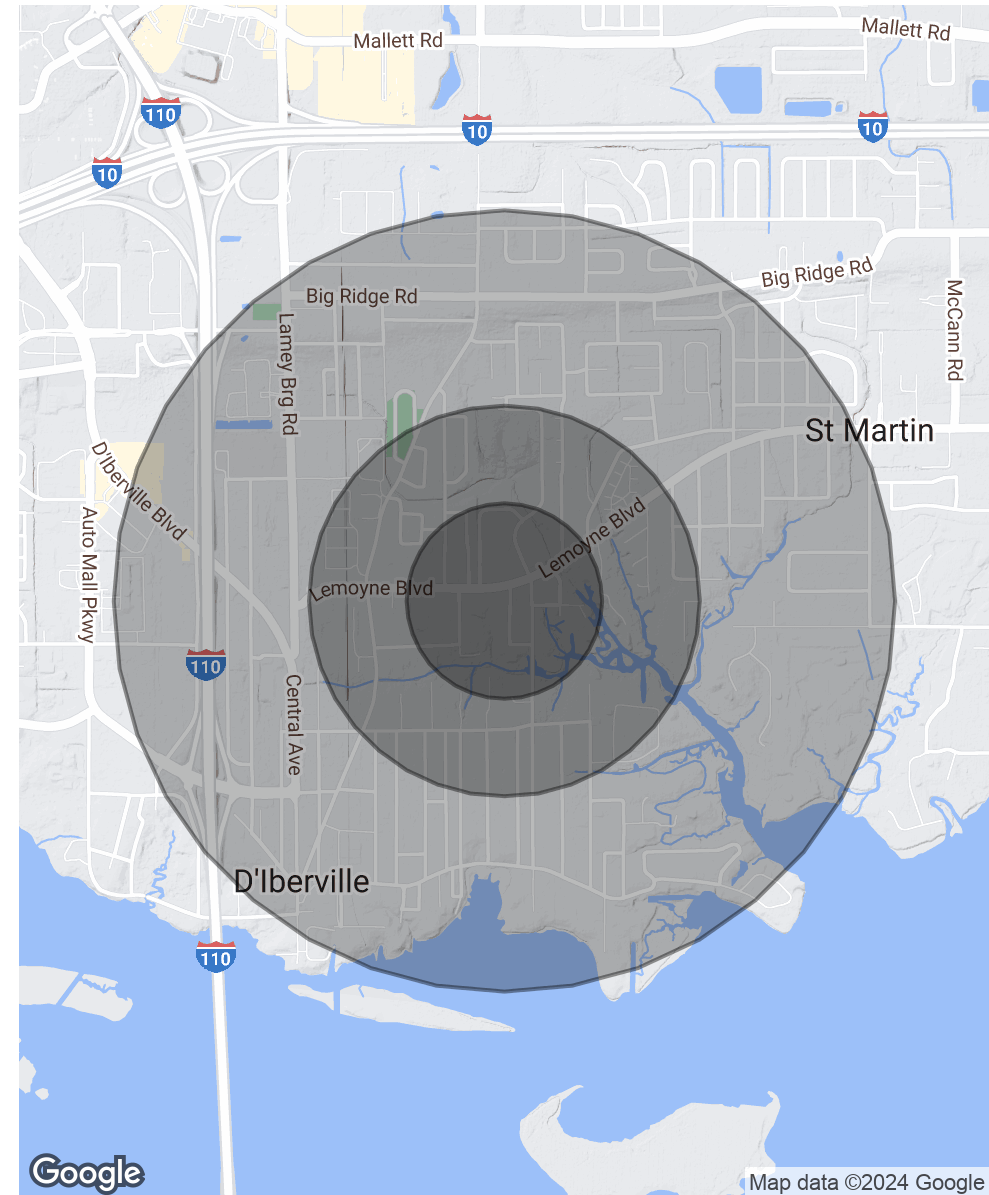 Mallett Rd
Mallett Rd
110
10
10
10
Big Ridge Rd
Big Ridge Rd
McCann Rd
Lamey Brg Rd
St Martin
D'Iberville Blvd
Auto Mall Pkwy
Lemoyne Blvd
Lemoyne Blvd
110
Central Ave
D'Iberville
110
Google
Map data ©2024 Google